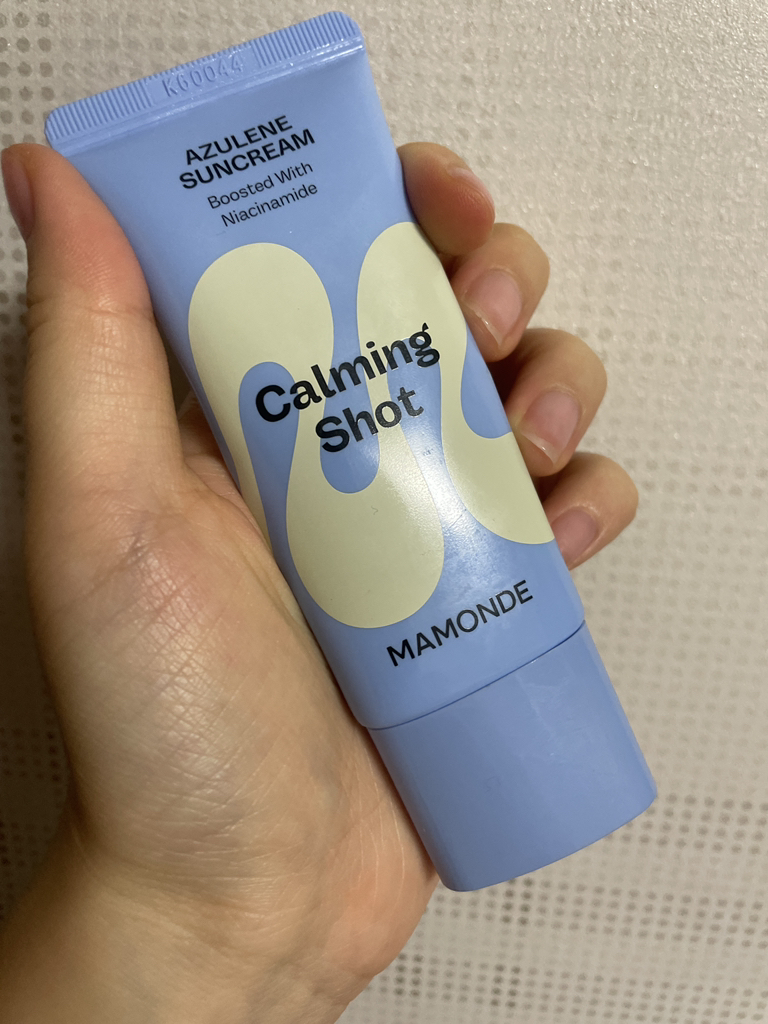 K60044
AZULENE
SUNCREAM
Boosted With
Niacinamide
Calming
Shot
MAMONDE